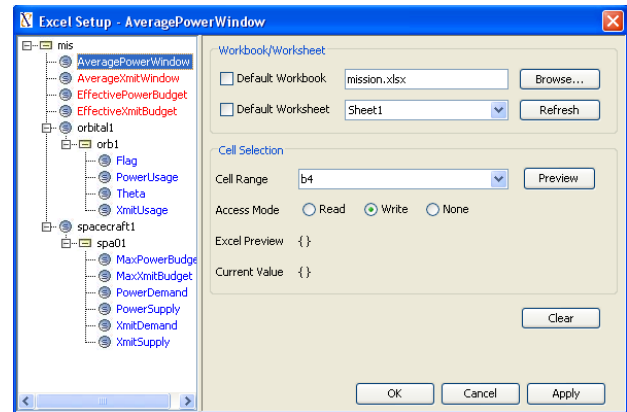 Excel Setup - AveragePowerWindow
mis
AveragePowerWindow
AverageXmitWindow
EffectivePowerBudget
EffectiveXmitBudget
orbital1
orb1
Flag
PowerUsage
Theta
XmitUsage
spacecraft1
spa01
MaxPowerBudge
MaxXmitBudget
PowerDemand
PowerSupply
XmitDemand
XmitSupply
Workbook/Worksheet
Default Workbook mission.xlsx Browse...
Default Worksheet Sheet1 Refresh
Cell Selection
Cell Range b4 Preview
Access Mode Read Write None
Excel Preview {}
Current Value {}
Clear
OK Cancel Apply